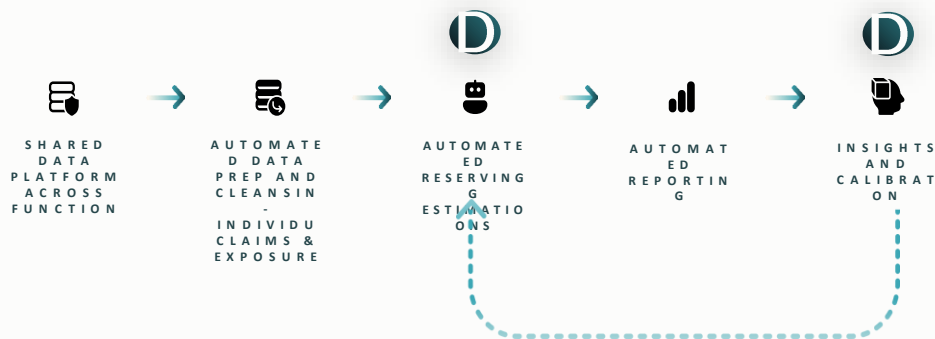 D
D
SHARED
DATA
PLATFORM
ACROSS
FUNCTION
AUTOMATE
D DATA
PREP AND
CLEANSIN
-
INDIVIDU
CLAIMS &
EXPOSURE
AUTOMATE
ED
RESERVING
G
ESTIMATIO
ONS
AUTOMAT
ED
REPORTIN
G
INSIGHTS
AND
CALIBRAT
ON